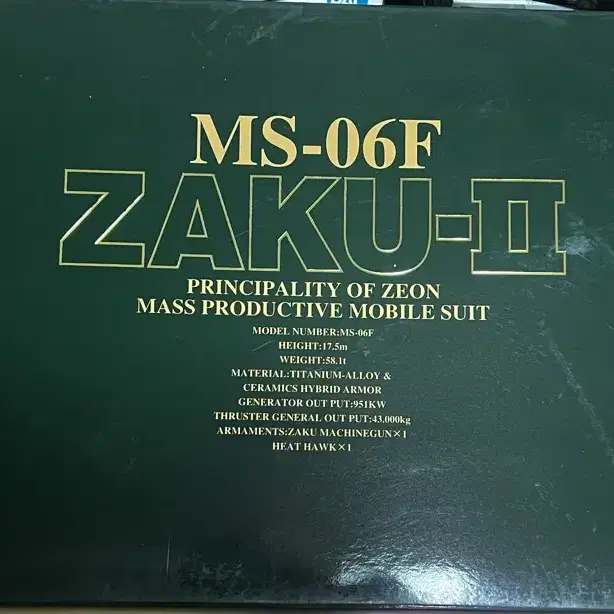 MS-06F
ZAKU-II
PRINCIPALITY OF ZEON
MASS PRODUCTIVE MOBILE SUIT
MODEL NUMBER:MS-06F
HEIGHT:17.5m
WEIGHT:58.1t
MATERIAL:TITANIUM-ALLOY &
CERAMICS HYBRID ARMOR
GENERATOR OUT PUT:951KW
THRUSTER GENERAL OUT PUT:43.000kg
ARMAMENTS:ZAKU MACHINEGUN×1
HEAT HAWK×1